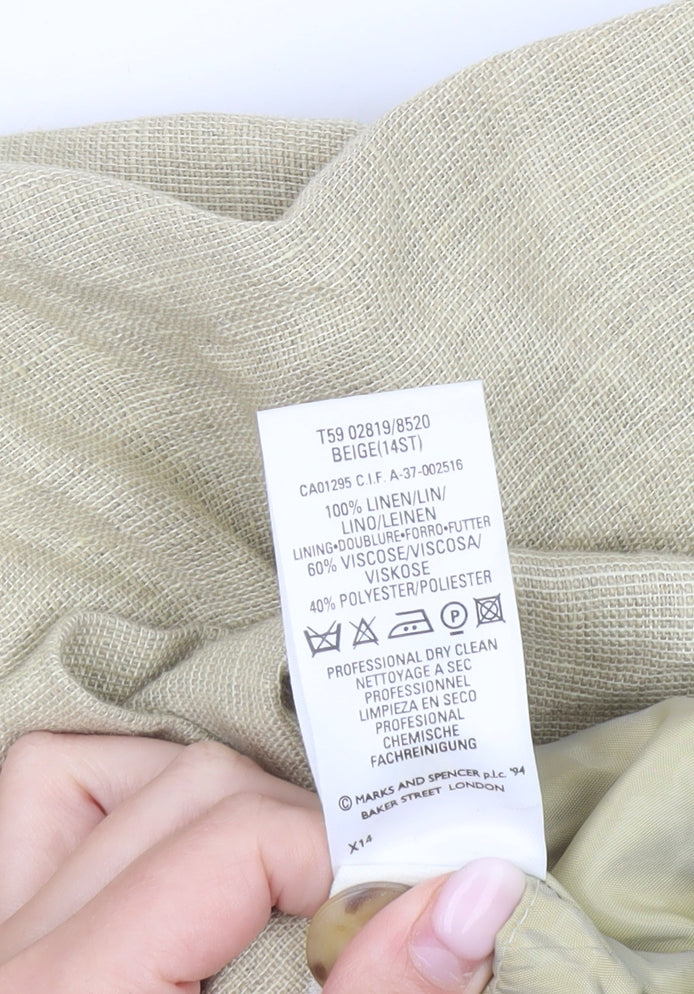 T59 02819/8520
BEIGE(14ST)
CA01295 C.I.F. A-37-002516
100% LINEN/LIN/
LINO/LEINEN
LINING•DOUBLURE•FORRO•FUTTER
60% VISCOSE/VISCOSA/
VISKOSE
40% POLYESTER/POLIESTER
P
PROFESSIONAL DRY CLEAN
NETTOYAGE A SEC
PROFESSIONNEL
LIMPIEZA EN SECO
PROFESIONAL
CHEMISCHE
FACHREINIGUNG
© MARKS AND SPENCER p.l.c. '94
BAKER STREET LONDON
X14